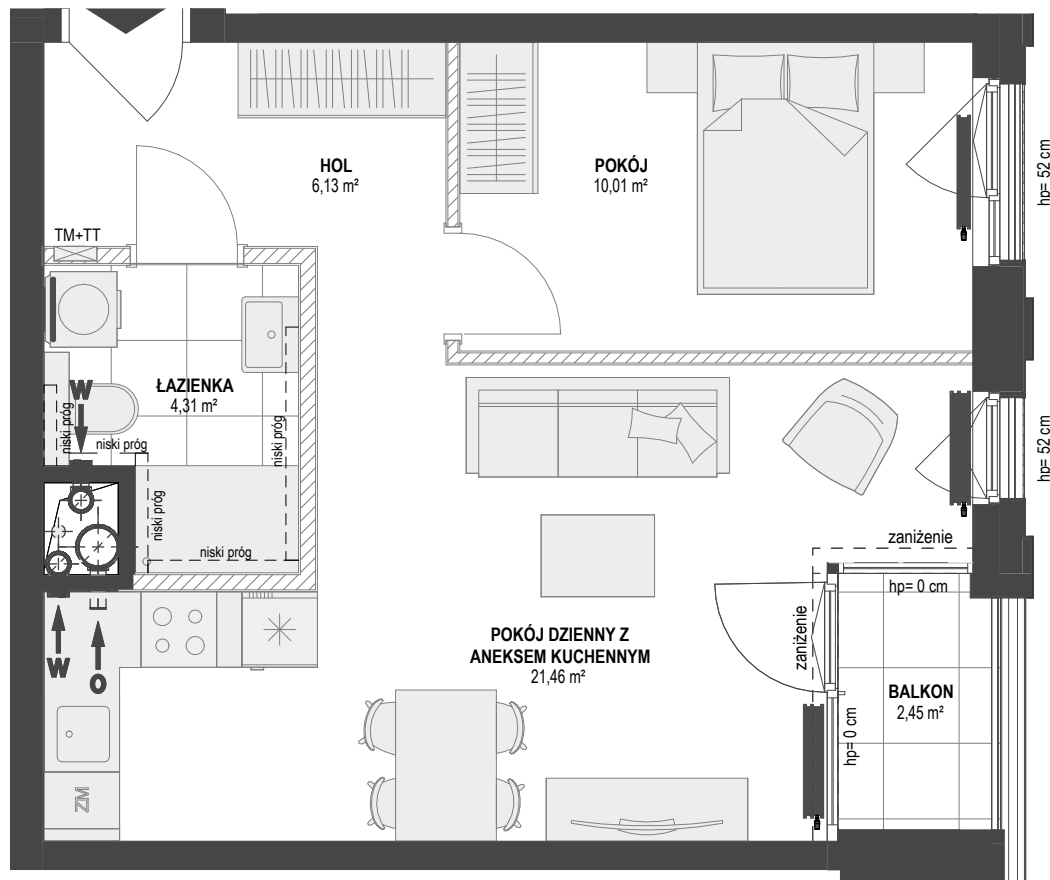 HOL
6,13 m²
POKÓJ
10,01 m²
hp= 52 cm
TM+TT
ŁAZIENKA
4,31 m²
W
niski próg
niski próg
niski próg
niski próg
niski próg
hp= 52 cm
zaniżenie
hp= 0 cm
zaniżenie
W
O
POKÓJ DZIENNY Z
ANEKSEM KUCHENNYM
21,46 m²
BALKON
2,45 m²
hp= 0 cm
ZM